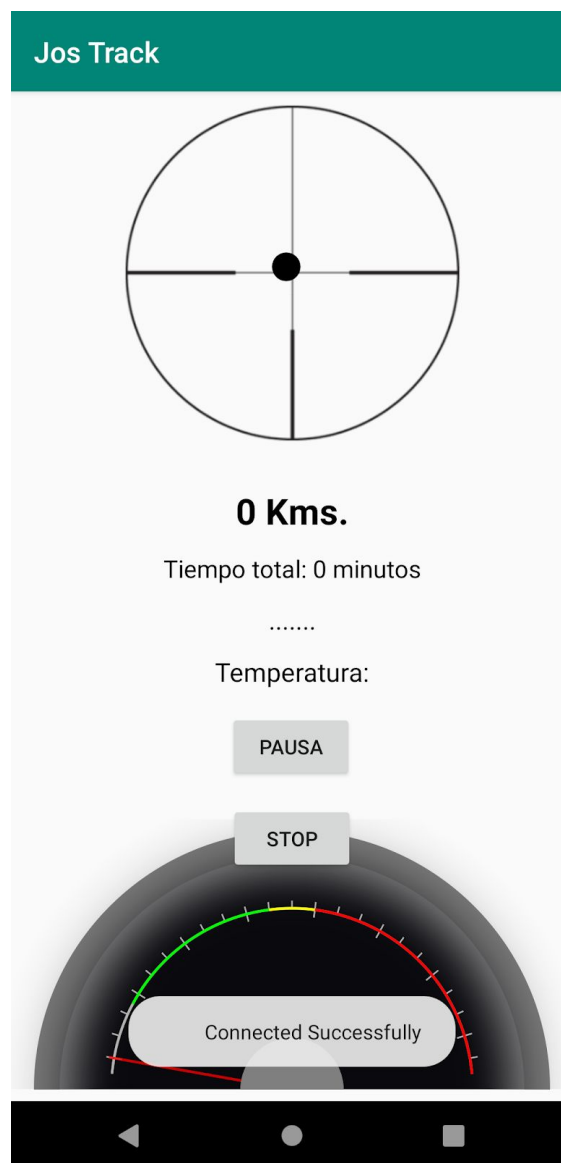 Jos Track
0 Kms.
Tiempo total: 0 minutos
.......
Temperatura:
PAUSA
STOP
Connected Successfully